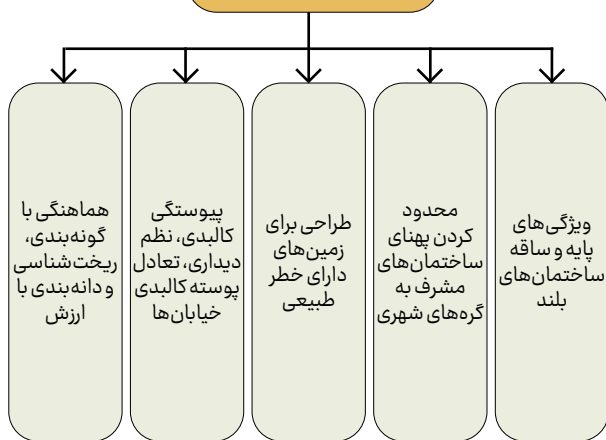 ویژگی‌های
پایه و ساقه
ساختمان‌های
بلند
محدود
کردن پهنای
ساختمان‌های
مشرف به
گره‌های شهری
طراحی برای
زمین‌های
دارای خطر
طبیعی
پیوستگی
کالبدی، نظم
دیداری، تعادل
پوسته کالبدی
خیابان‌ها
هماهنگی با
گونه‌بندی،
ریخت‌شناسی
و دانه‌بندی با
ارزش